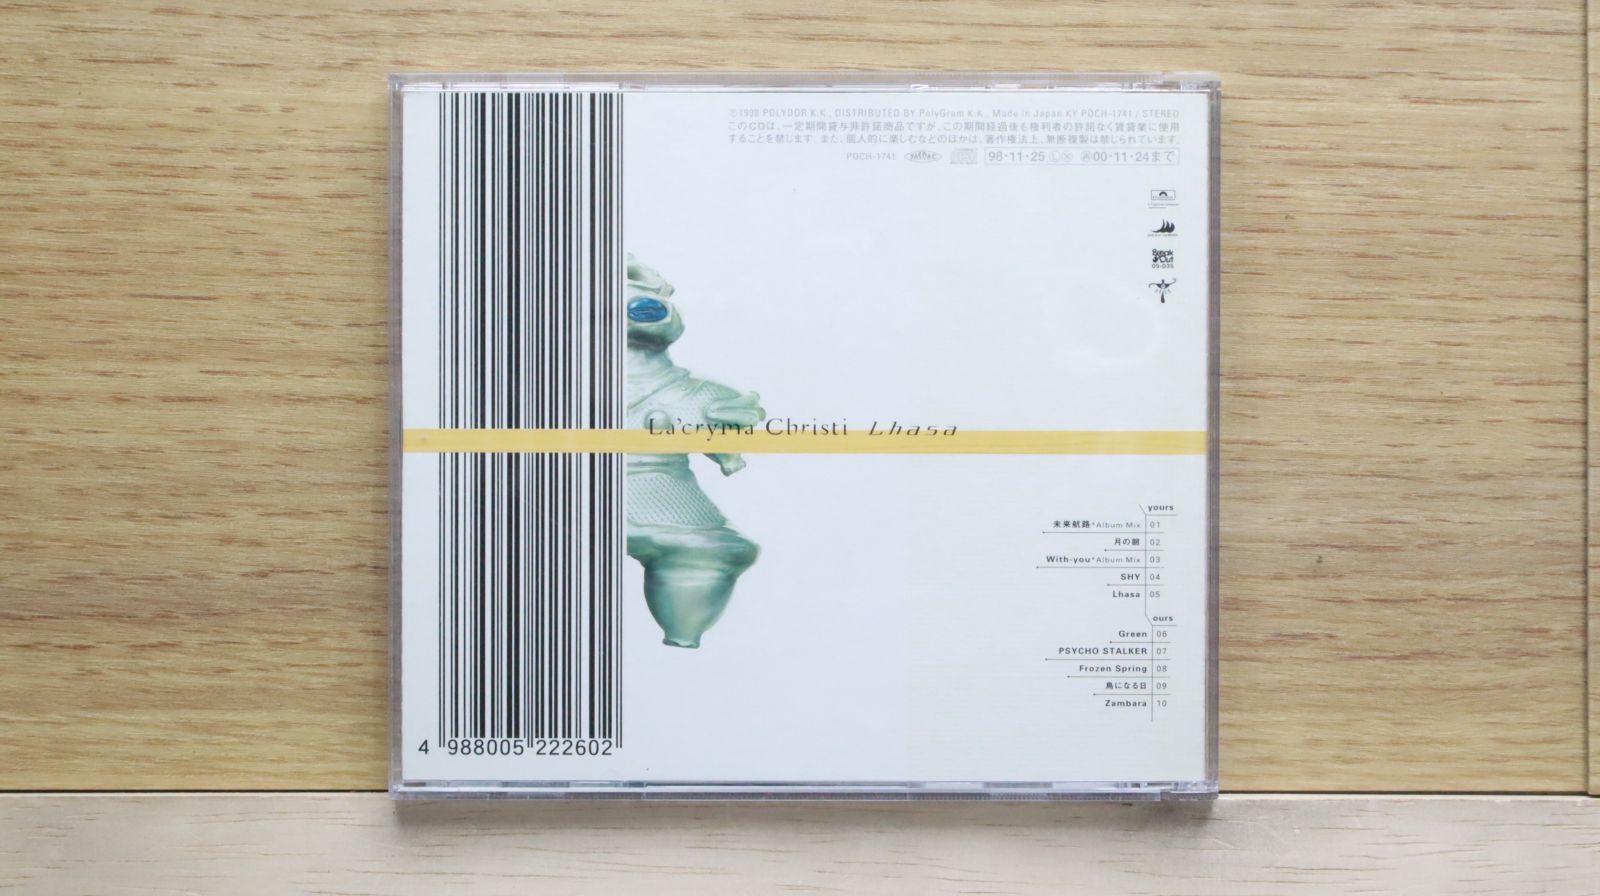 ℗1998 POLYDOR K.K., DISTRIBUTED BY PolyGram K.K., Made in Japan KY POCH-1741 / STEREO
このCDは、一定期間貸与非許諾商品ですが、この期間経過後も権利者の許諾なく賃貸業に使用
することを禁じます。また、個人的に楽しむなどのほかは、著作権法上、無断複製は禁じられています。
POCH-1741 98・11・25 Ⓛ Ⓧ 再00・11・24まで
Break Out
05-035
La'cryma Christi Lhasa
yours
未来航路*Album Mix 01
月の瞼 02
With-you*Album Mix 03
SHY 04
Lhasa 05
ours
Green 06
PSYCHO STALKER 07
Frozen Spring 08
鳥になる日 09
Zambara 10
4 988005 222602